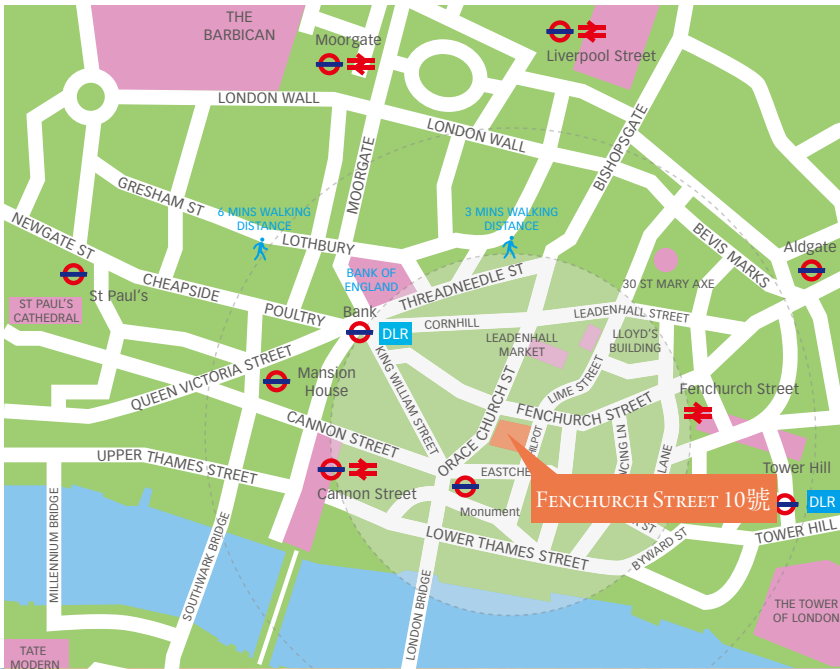 THE
BARBICAN
Moorgate
Liverpool Street
LONDON WALL
LONDON WALL
MOORGATE
BISHOPSGATE
GRESHAM ST
6 MINS WALKING
DISTANCE
3 MINS WALKING
DISTANCE
NEWGATE ST
LOTHBURY
BEVIS MARKS
Aldgate
St Paul's
CHEAPSIDE
BANK OF
ENGLAND
THREADNEEDLE ST
30 ST MARY AXE
ST PAUL'S
CATHEDRAL
POULTRY
Bank
DLR
CORNHILL
LEADENHALL STREET
LEADENHALL
MARKET
LLOYD'S
BUILDING
QUEEN VICTORIA STREET
Mansion
House
KING WILLIAM STREET
LIME STREET
Fenchurch Street
CANNON STREET
ORACE CHURCH ST
FENCHURCH STREET
UPPER THAMES STREET
HILPOT
NCING LN
LANE
Tower Hill
DLR
Cannon Street
EASTCHE
FENCHURCH STREET 10號
Monument
ST
MILLENNIUM BRIDGE
SOUTHWARK BRIDGE
LOWER THAMES STREET
BYWARD ST
TOWER HILL
LONDON BRIDGE
THE TOWER
OF LONDON
TATE
MODERN